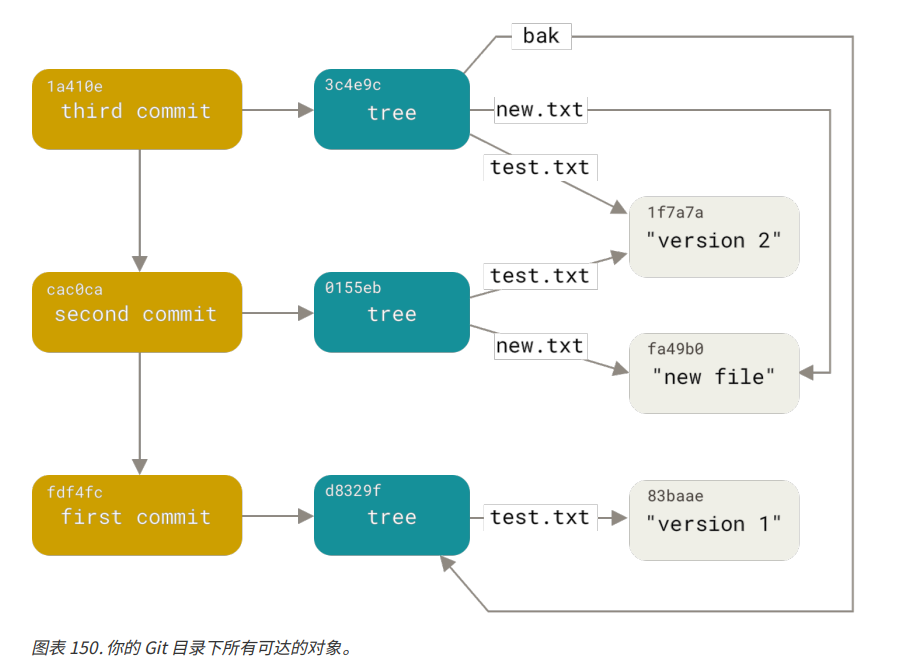 bak
1a410e
third commit
3c4e9c
tree
new.txt
test.txt
1f7a7a
"version 2"
cac0ca
second commit
0155eb
tree
test.txt
new.txt
fa49b0
"new file"
fdf4fc
first commit
d8329f
tree
test.txt
83baae
"version 1"
图表 150. 你的 Git 目录下所有可达的对象。